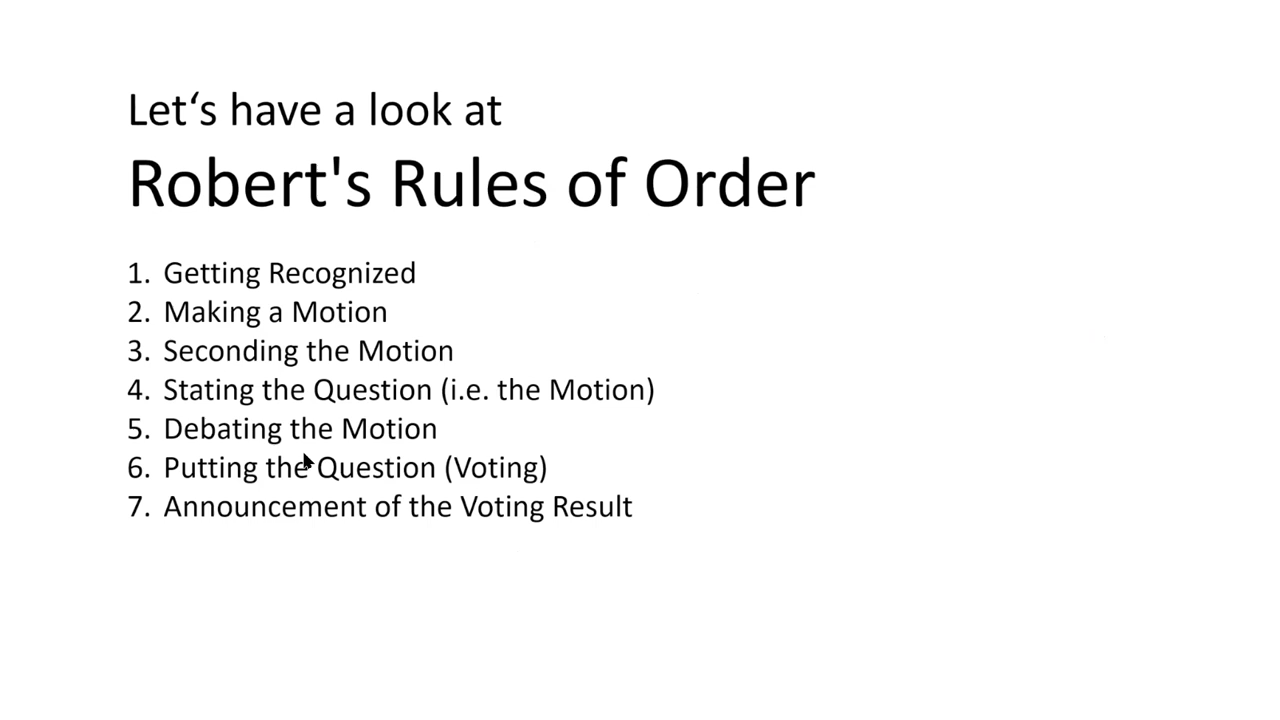 Let‘s have a look at
Robert's Rules of Order
1. Getting Recognized
2. Making a Motion
3. Seconding the Motion
4. Stating the Question (i.e. the Motion)
5. Debating the Motion
6. Putting the Question (Voting)
7. Announcement of the Voting Result